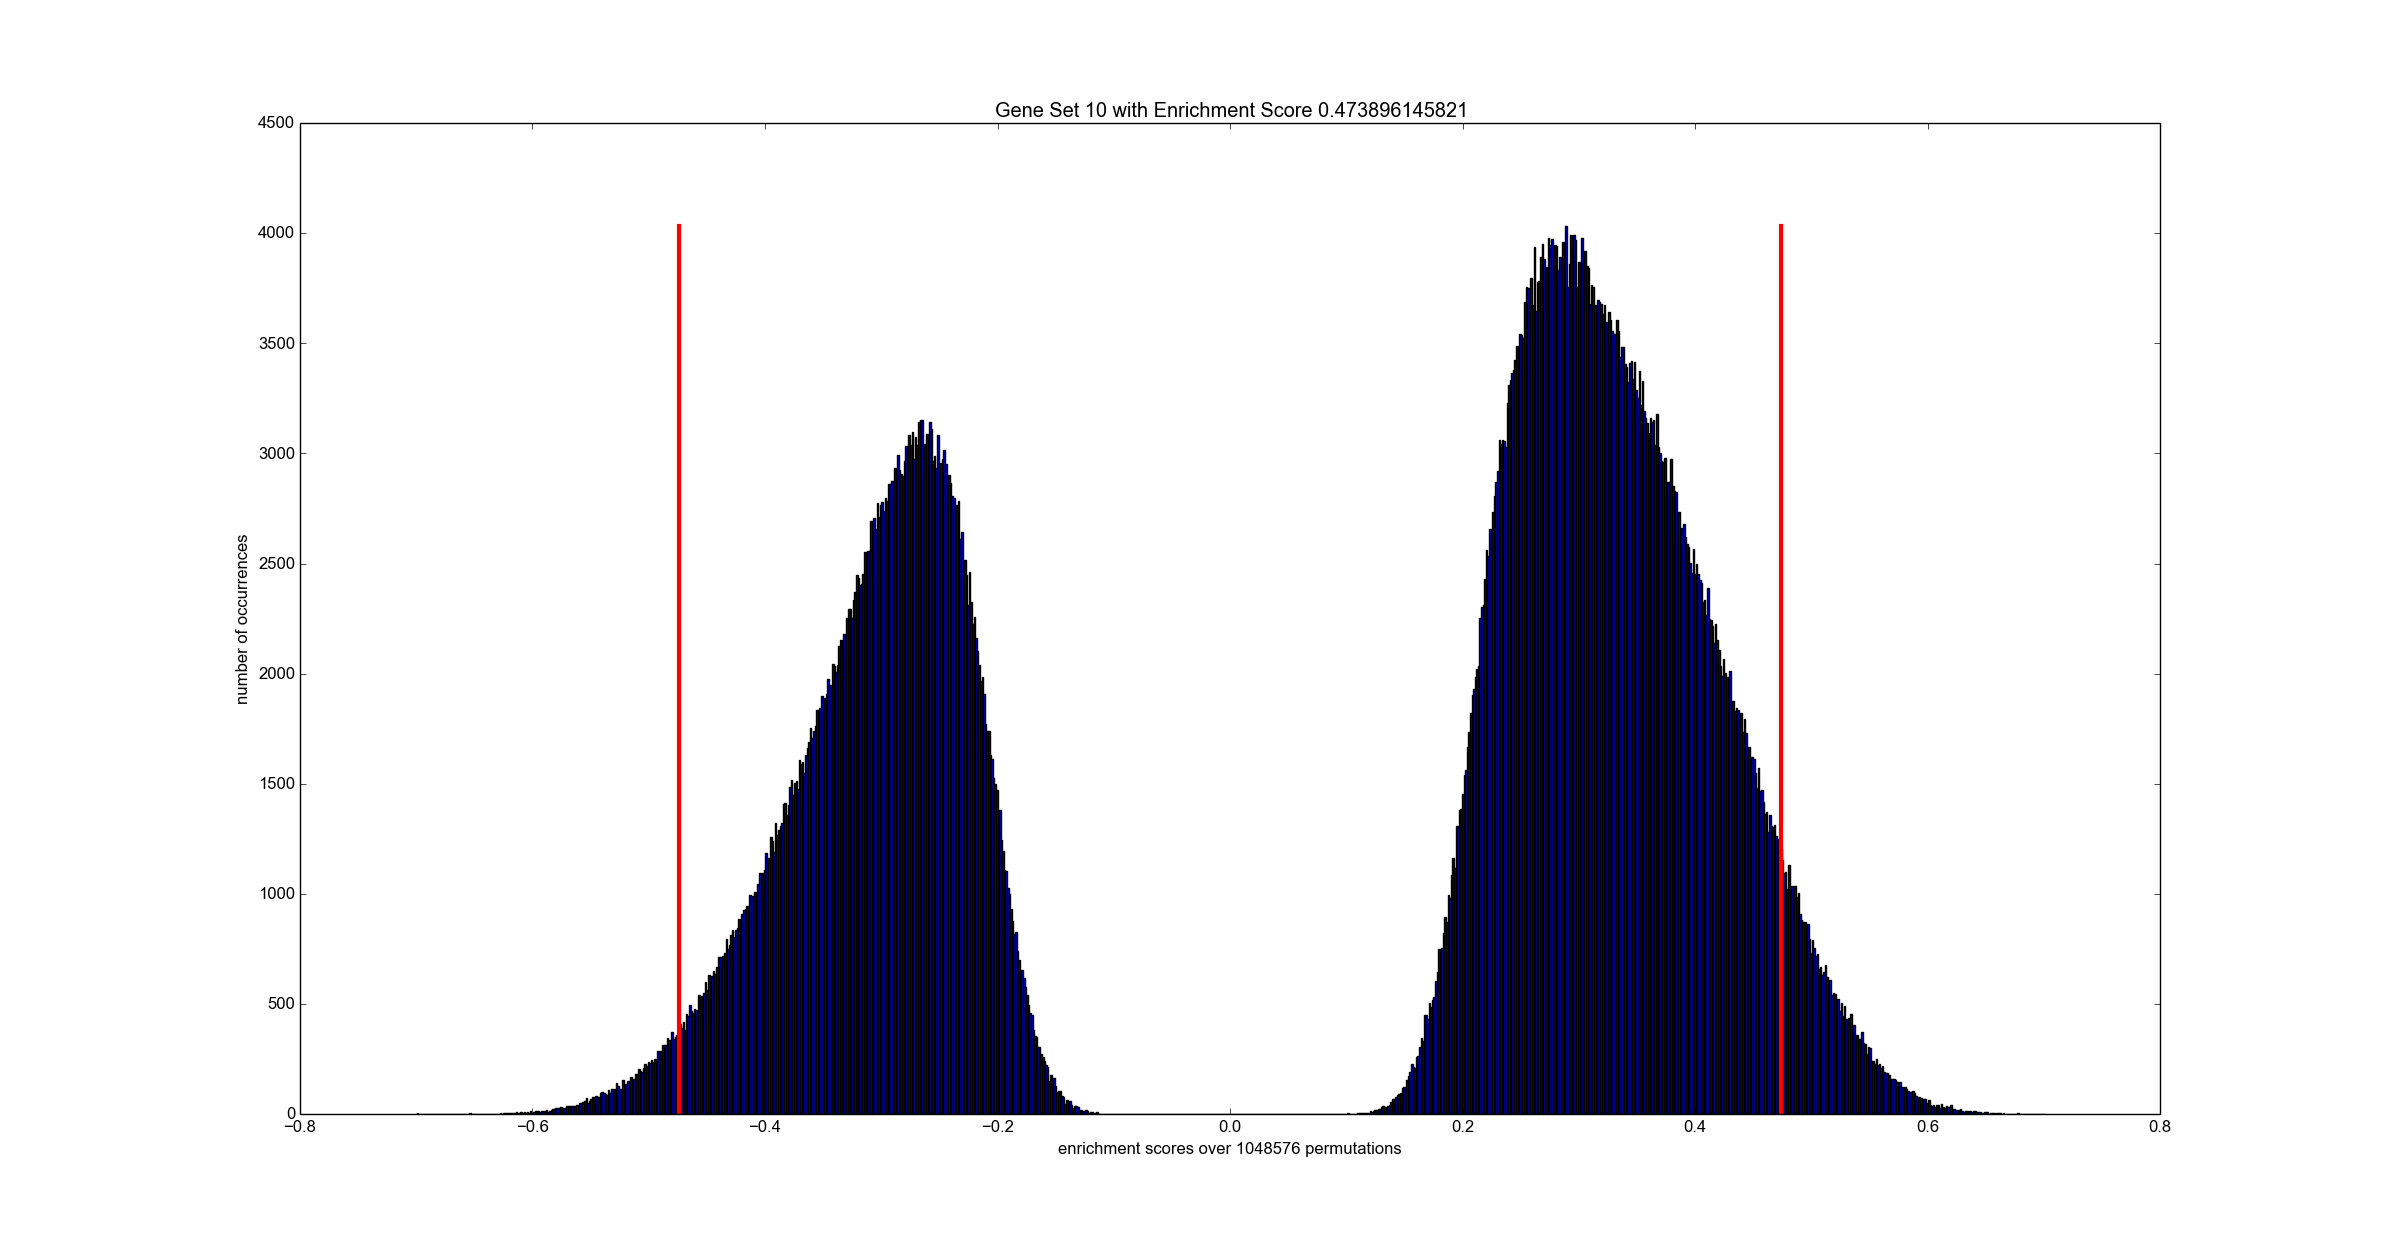 Gene Set 10 with Enrichment Score 0.473896145821
4500
4000
3500
3000
2500
2000
1500
1000
500
0
number of occurrences
−0.8 −0.6 −0.4 −0.2 0.0 0.2 0.4 0.6 0.8
enrichment scores over 1048576 permutations